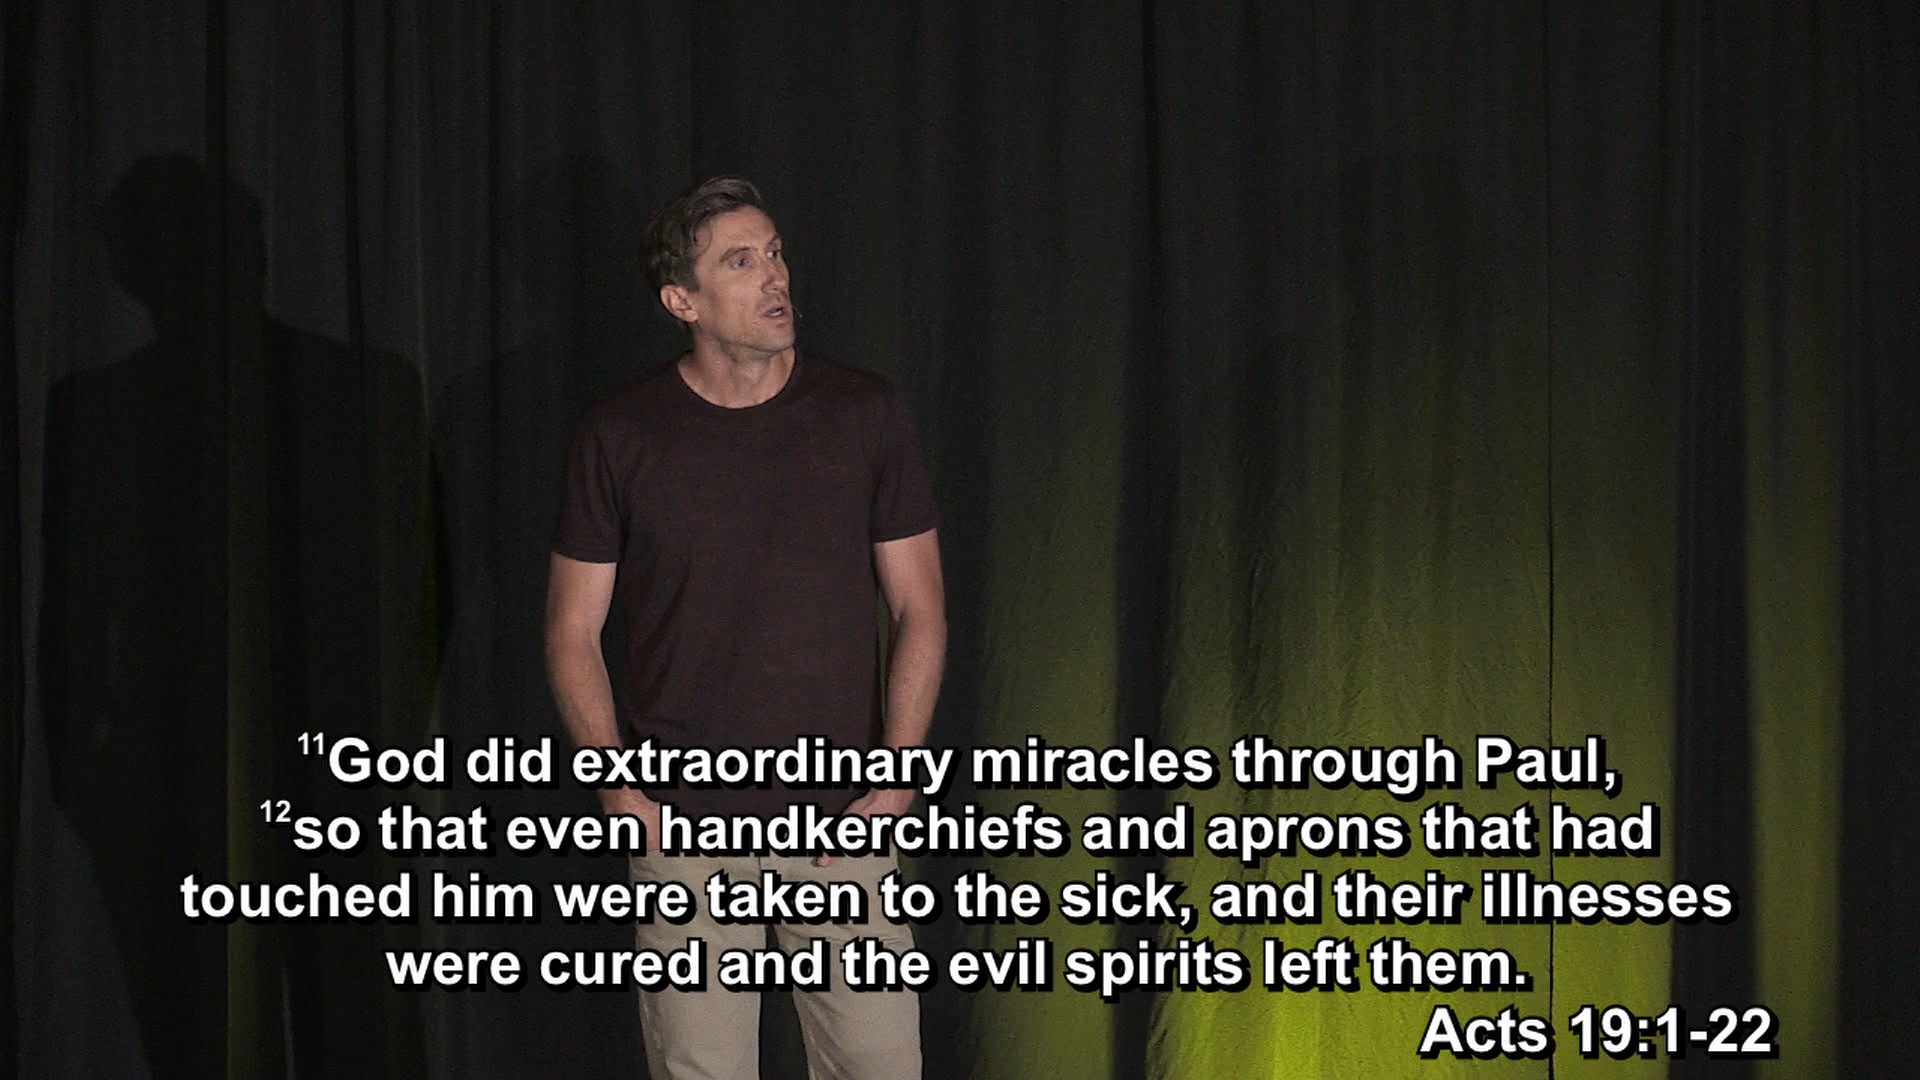 ¹¹God did extraordinary miracles through Paul,
¹²so that even handkerchiefs and aprons that had
touched him were taken to the sick, and their illnesses
were cured and the evil spirits left them.
Acts 19:1-22